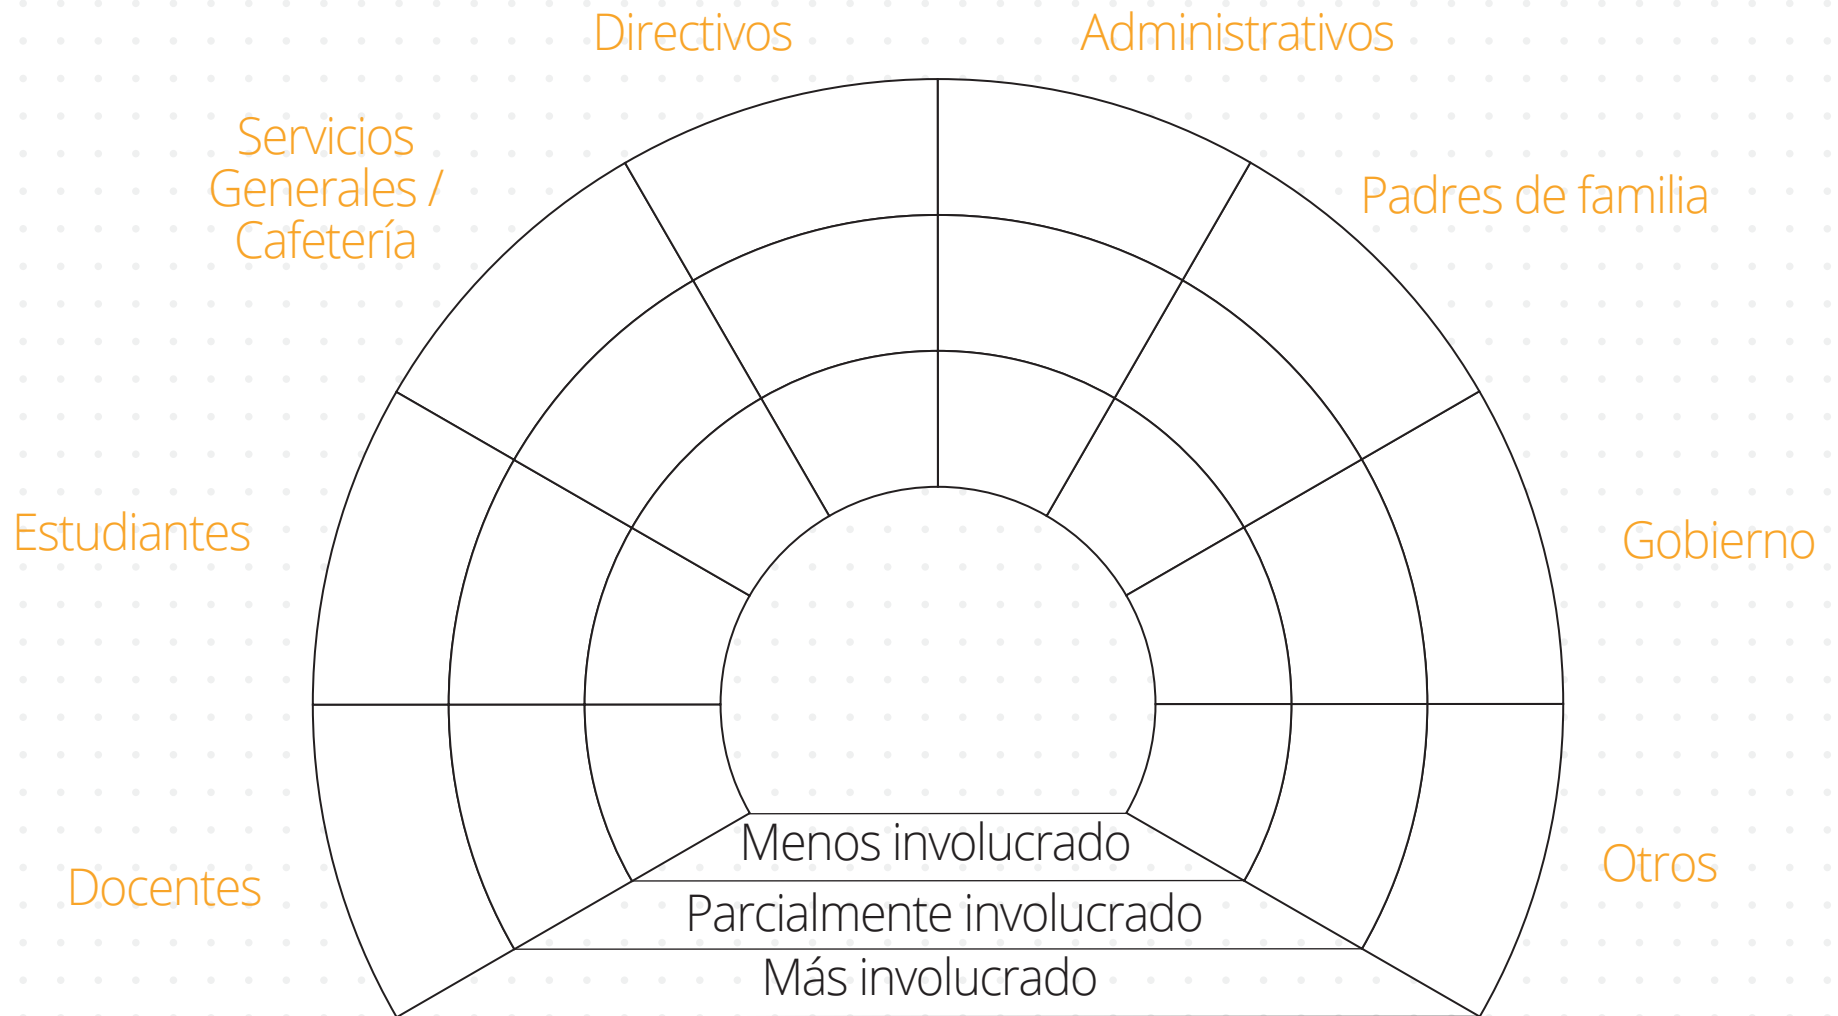 Directivos
Administrativos
Servicios
Generales /
Cafetería
Padres de familia
Estudiantes
Gobierno
Docentes
Otros
Menos involucrado
Parcialmente involucrado
Más involucrado